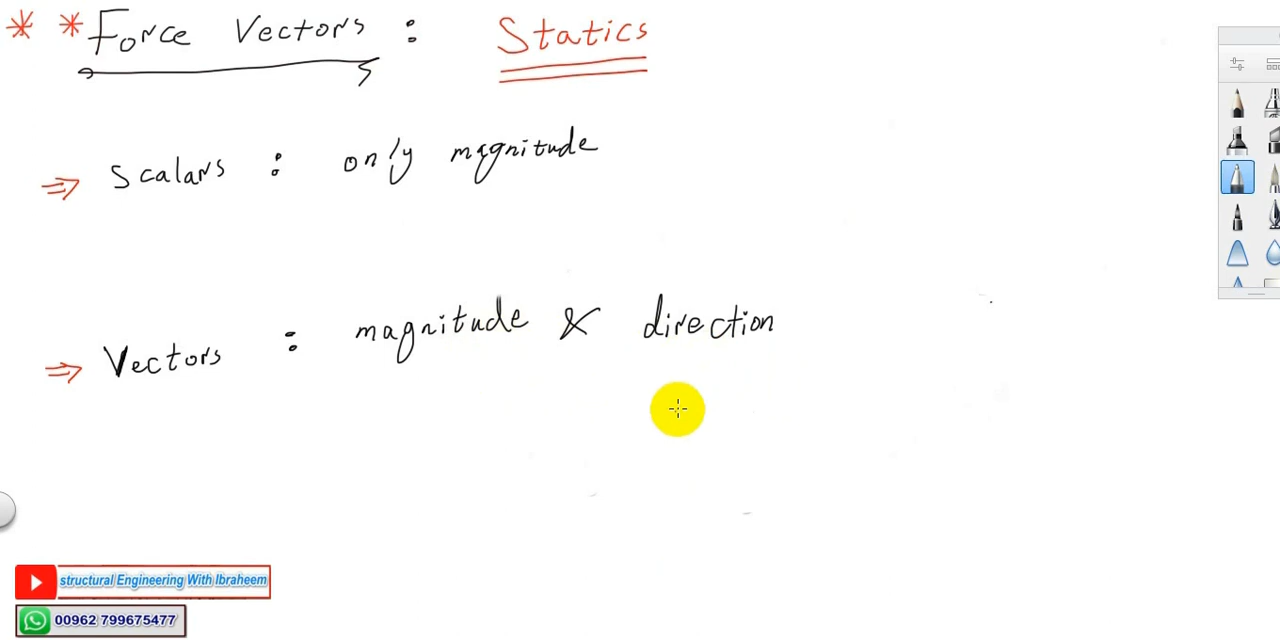 * * Force Vectors : Statics
⇒ Scalars : only magnitude
⇒ Vectors : magnitude & direction
structural Engineering With Ibraheem
00962 799675477